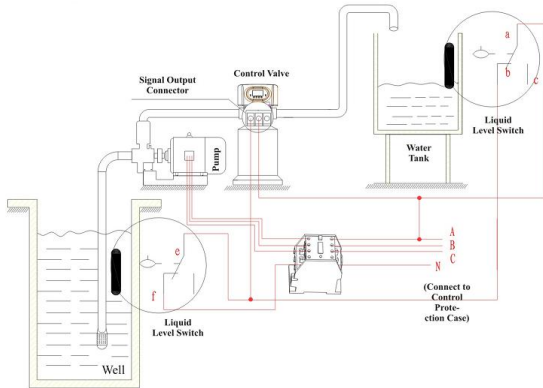 a
Signal Output
Connector
Control Valve
b
c
Liquid
Level Switch
Pump
Water
Tank
A
B
C
N
e
f
(Connect to
Control
Prote-
ction Case)
Liquid
Level Switch
Well